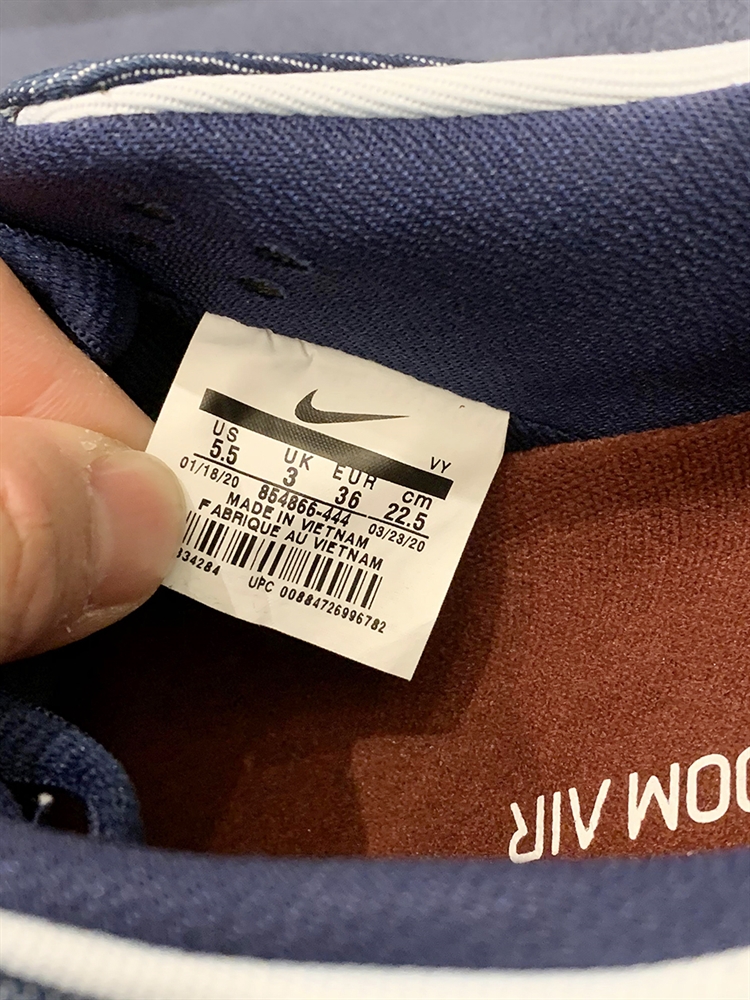 VY
US UK EUR cm
5.5 3 36 22.5
01/18/20 854866-444 03/23/20
MADE IN VIETNAM
FABRIQUE AU VIETNAM
34284 UPC 00884726996782
OOM AIR